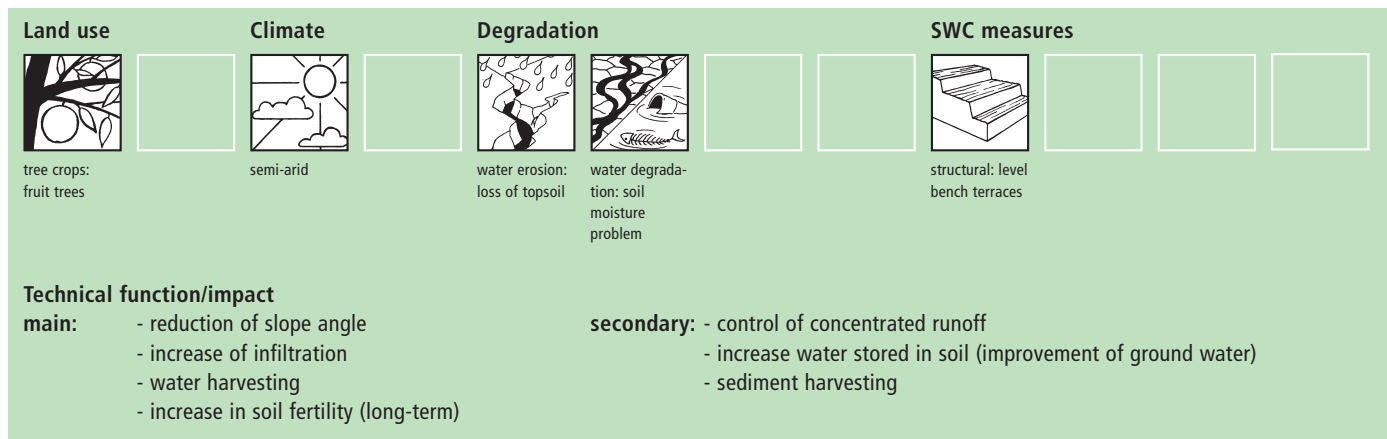 Land use
Climate
Degradation
SWC measures
tree crops:
fruit trees
semi-arid
water erosion:
loss of topsoil
water degrada-
tion: soil
moisture
problem
structural: level
bench terraces
Technical function/impact
main:
- reduction of slope angle
- increase of infiltration
- water harvesting
- increase in soil fertility (long-term)
secondary:
- control of concentrated runoff
- increase water stored in soil (improvement of ground water)
- sediment harvesting